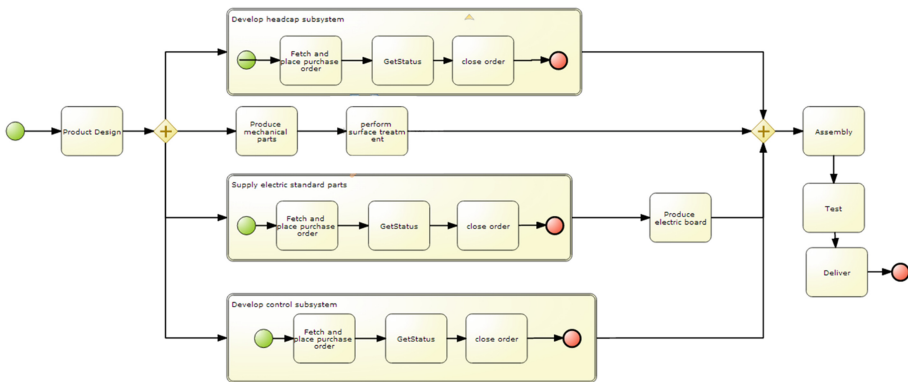 Develop headcap subsystem
Fetch and
place purchase
order
GetStatus
close order
Product Design
Produce
mechanical
parts
perform
surface treatm
ent
Assembly
Supply electric standard parts
Fetch and
place purchase
order
GetStatus
close order
Produce
electric board
Test
Deliver
Develop control subsystem
Fetch and
place purchase
order
GetStatus
close order